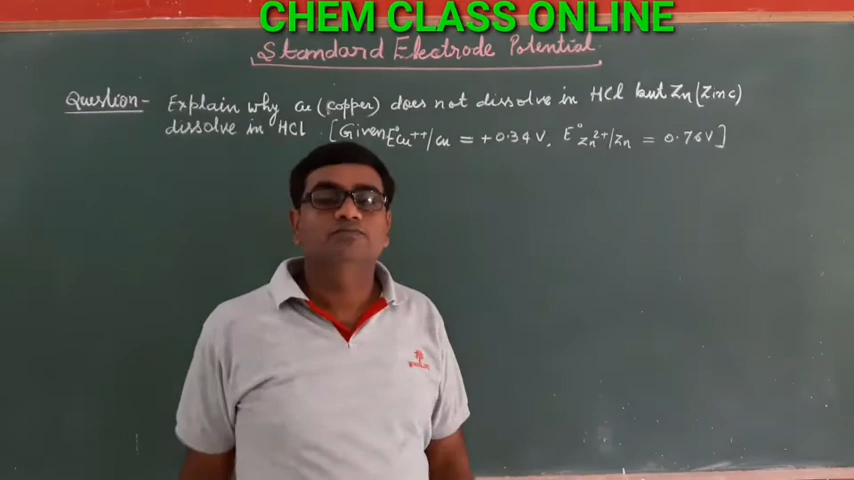 CHEM CLASS ONLINE
Standard Electrode Potential
Question- Explain why Cu (copper) does not dissolve in HCl but Zn (Zinc)
dissolve in HCl. [Given E°Cu++/Cu = +0.34V, E°Zn2+/Zn = 0.76V]